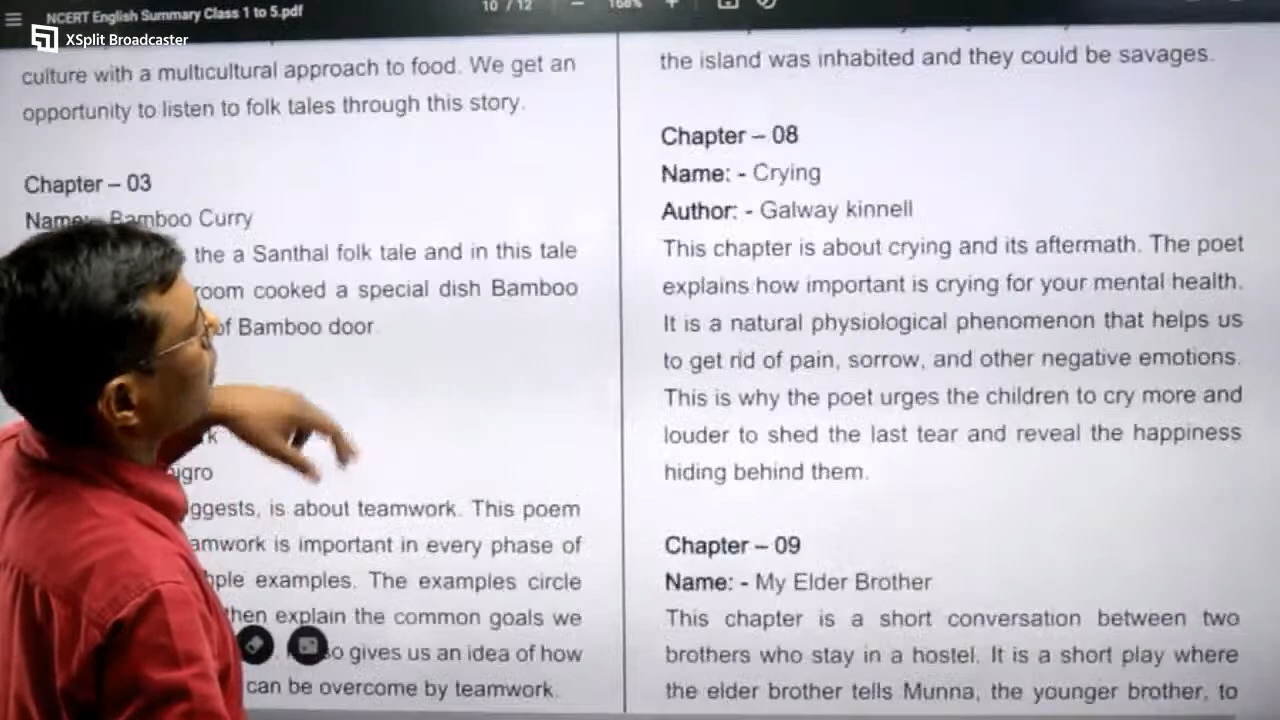 NCERT English Summary Class 1 to 5.pdf
10 / 12
168%
XSplit Broadcaster
culture with a multicultural approach to food. We get an
opportunity to listen to folk tales through this story.
Chapter – 03
Name: - Bamboo Curry
the a Santhal folk tale and in this tale
room cooked a special dish Bamboo
of Bamboo door
ggests, is about teamwork. This poem
amwork is important in every phase of
examples. The examples circle
then explain the common goals we
gives us an idea of how
can be overcome by teamwork.
the island was inhabited and they could be savages.
Chapter – 08
Name: - Crying
Author: - Galway kinnell
This chapter is about crying and its aftermath. The poet
explains how important is crying for your mental health.
It is a natural physiological phenomenon that helps us
to get rid of pain, sorrow, and other negative emotions.
This is why the poet urges the children to cry more and
louder to shed the last tear and reveal the happiness
hiding behind them.
Chapter – 09
Name: - My Elder Brother
This chapter is a short conversation between two
brothers who stay in a hostel. It is a short play where
the elder brother tells Munna, the younger brother, to